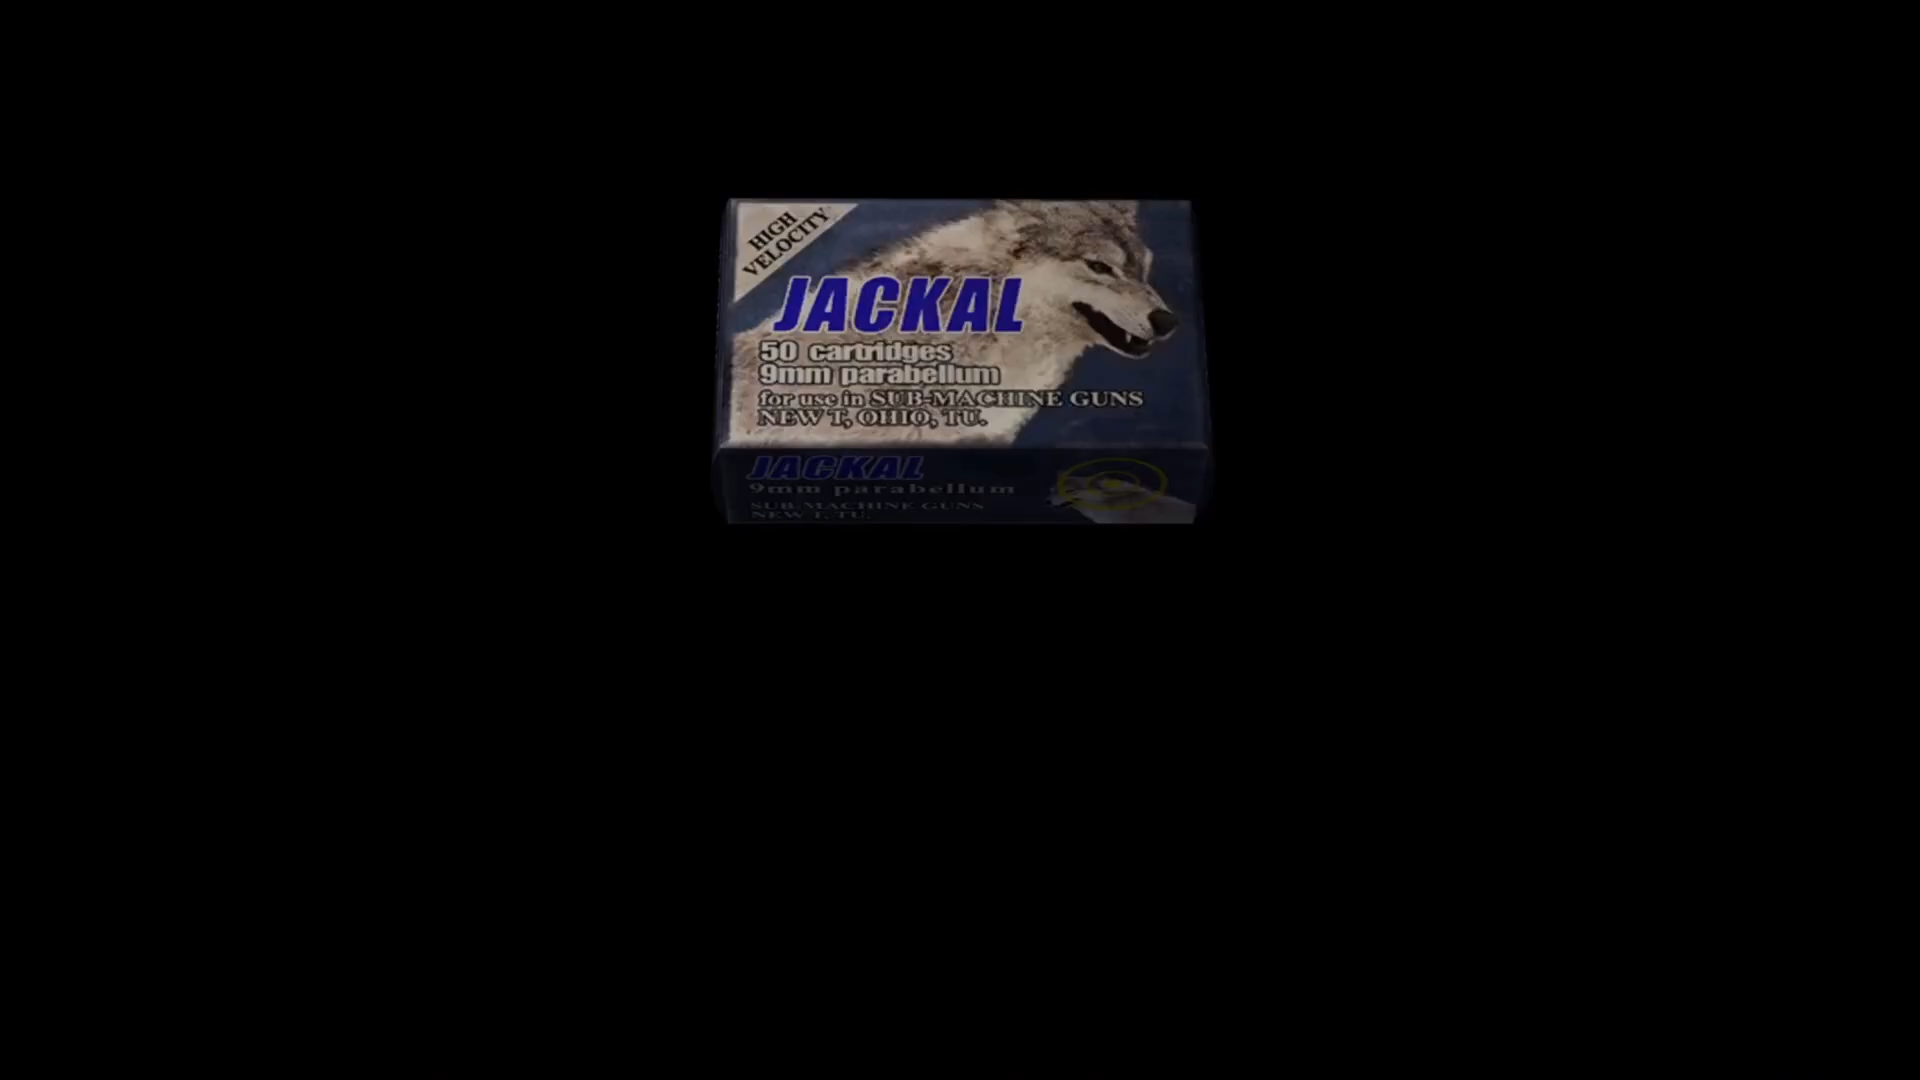 HIGH
VELOCITY
JACKAL
50 cartridges
9mm parabellum
for use in SUB-MACHINE GUNS
NEW T, OHIO, TU.
JACKAL
9mm parabellum
SUB-MACHINE GUNS
NEW T, TU.